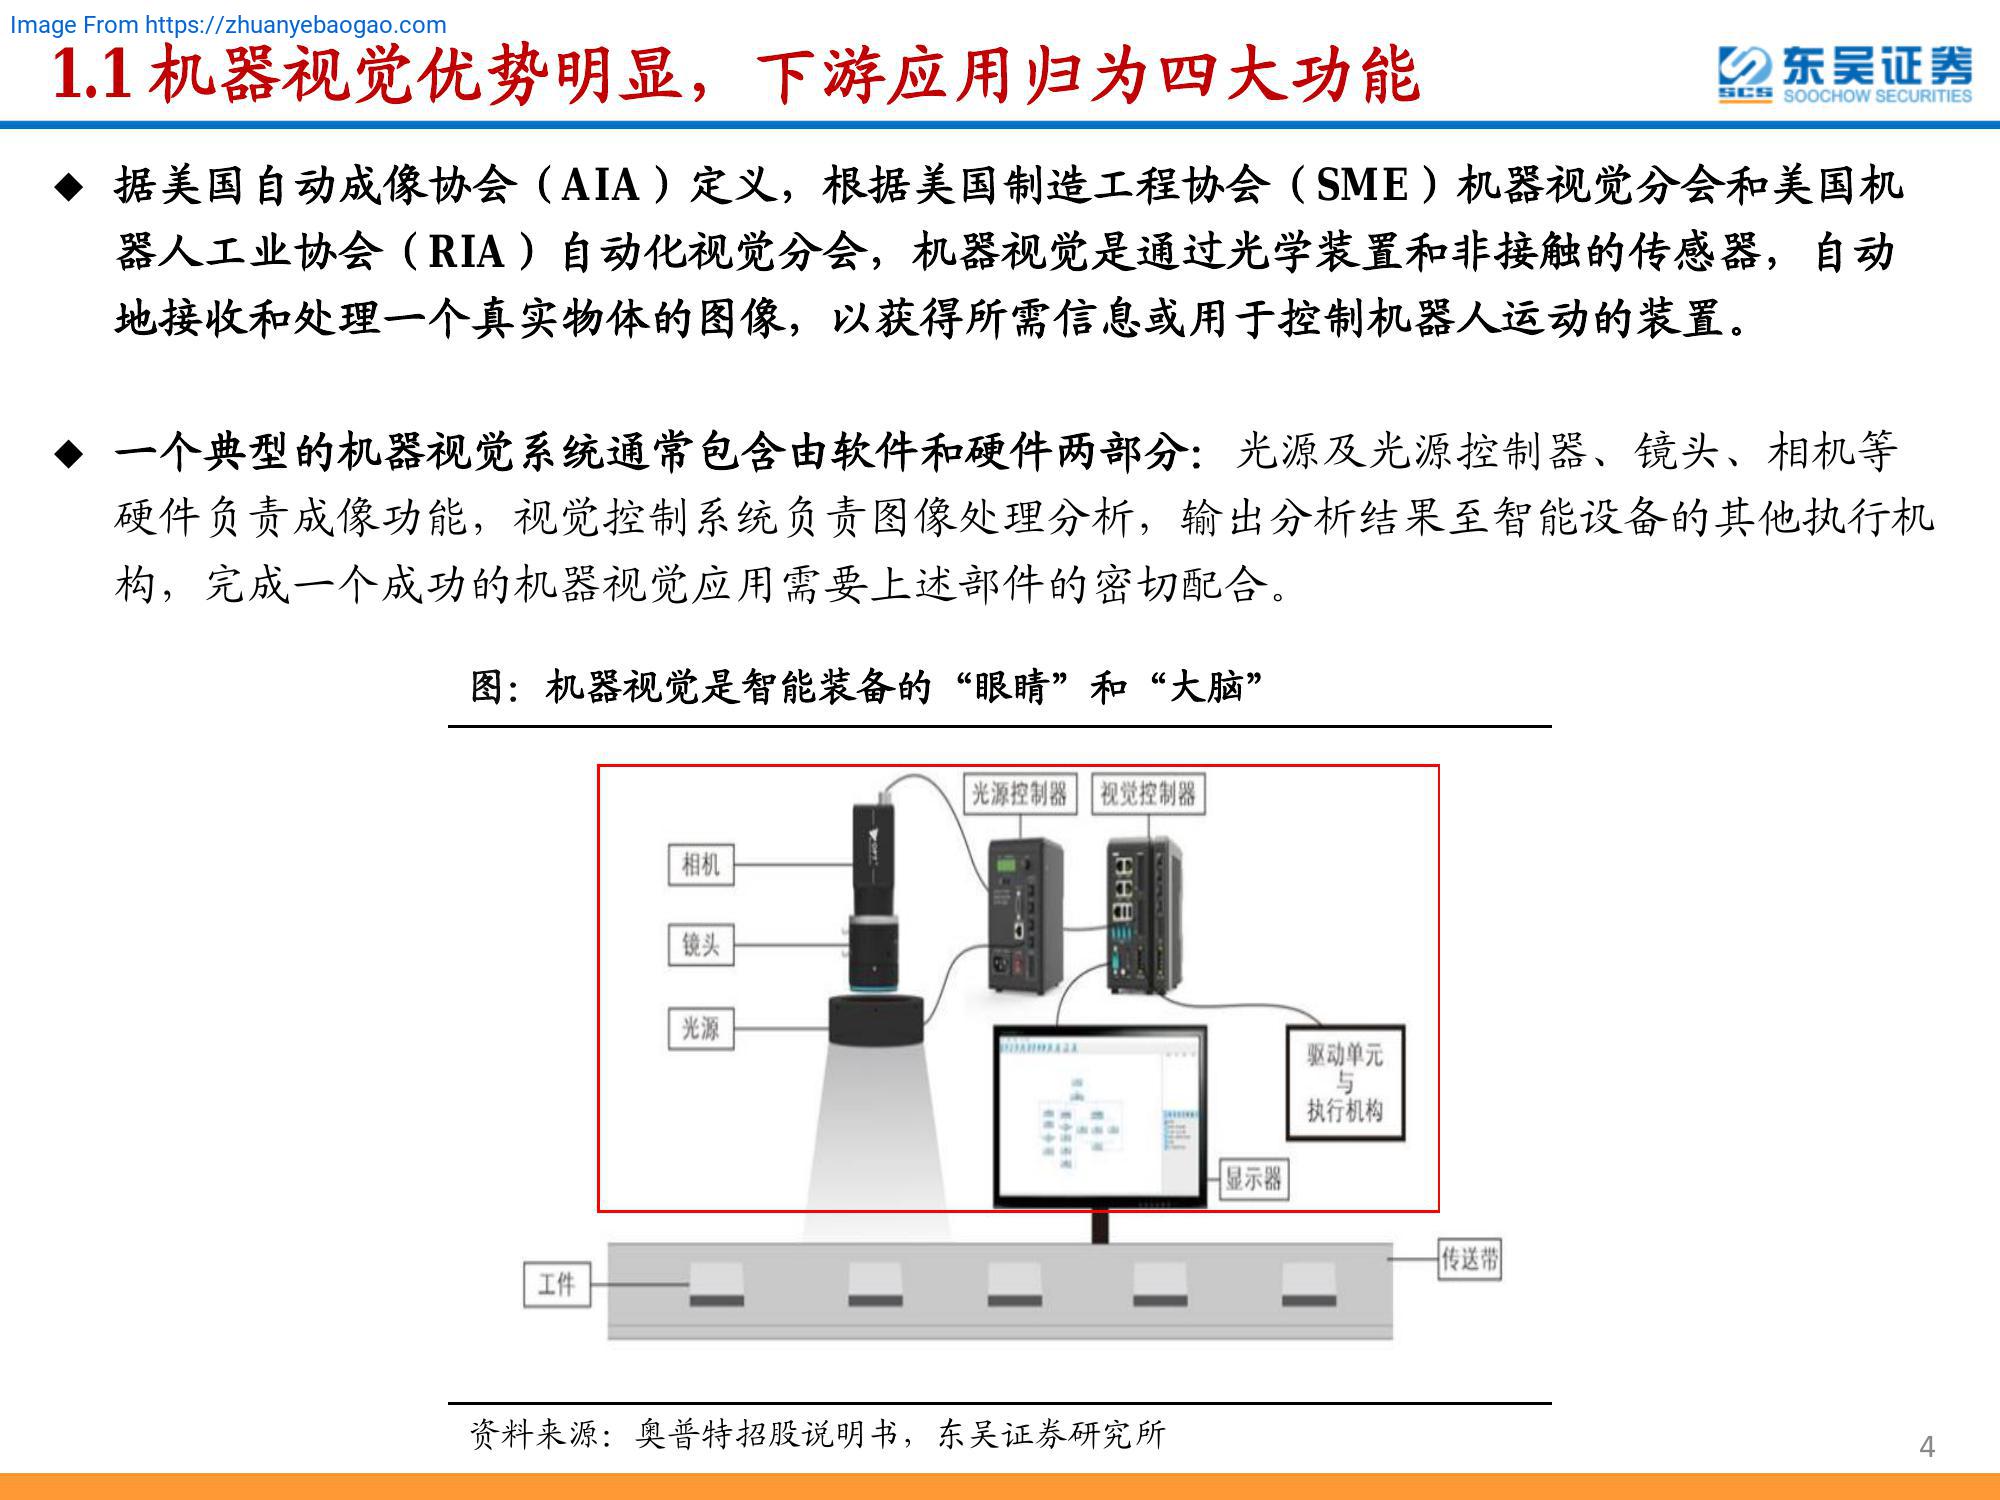 Image From https://zhuanyebaogao.com
1.1 机器视觉优势明显，下游应用归为四大功能
东吴证券
SCS SOOCHOW SECURITIES
◆ 据美国自动成像协会（AIA）定义，根据美国制造工程协会（SME）机器视觉分会和美国机
器人工业协会（RIA）自动化视觉分会，机器视觉是通过光学装置和非接触的传感器，自动
地接收和处理一个真实物体的图像，以获得所需信息或用于控制机器人运动的装置。
◆ 一个典型的机器视觉系统通常包含由软件和硬件两部分：光源及光源控制器、镜头、相机等
硬件负责成像功能，视觉控制系统负责图像处理分析，输出分析结果至智能设备的其他执行机
构，完成一个成功的机器视觉应用需要上述部件的密切配合。
图：机器视觉是智能装备的“眼睛”和“大脑”
光源控制器
视觉控制器
相机
镜头
光源
驱动单元
与
执行机构
显示器
传送带
工件
资料来源：奥普特招股说明书，东吴证券研究所
4